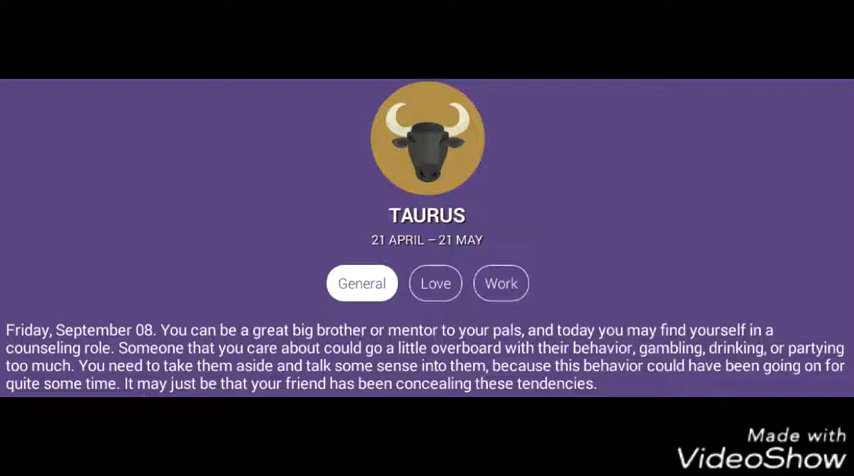 TAURUS
21 APRIL – 21 MAY
General Love Work
Friday, September 08. You can be a great big brother or mentor to your pals, and today you may find yourself in a
counseling role. Someone that you care about could go a little overboard with their behavior, gambling, drinking, or partying
too much. You need to take them aside and talk some sense into them, because this behavior could have been going on for
quite some time. It may just be that your friend has been concealing these tendencies.
Made with
VideoShow